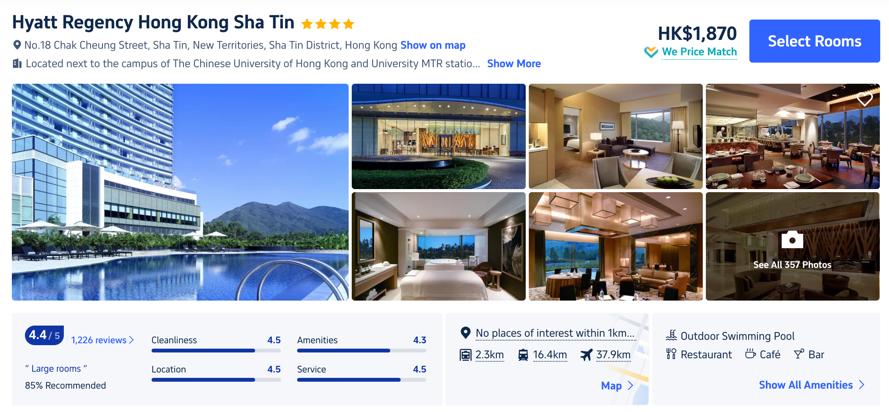 Hyatt Regency Hong Kong Sha Tin
No.18 Chak Cheung Street, Sha Tin, New Territories, Sha Tin District, Hong Kong Show on map
Located next to the campus of The Chinese University of Hong Kong and University MTR statio... Show More
HK$1,870
We Price Match
Select Rooms
See All 357 Photos
4.4 / 5
1,226 reviews >
" Large rooms "
85% Recommended
Cleanliness 4.5
Amenities 4.3
Location 4.5
Service 4.5
No places of interest within 1km...
2.3km 16.4km 37.9km
Map >
Outdoor Swimming Pool
Restaurant Café Bar
Show All Amenities >